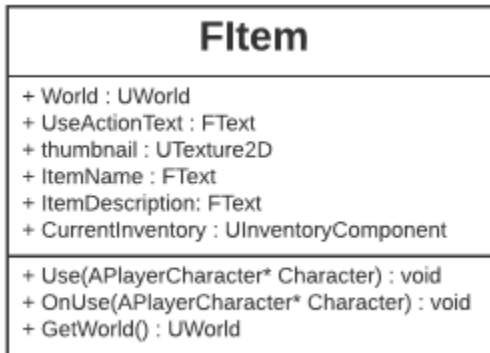 FItem
+ World : UWorld
+ UseActionText : FText
+ thumbnail : UTexture2D
+ ItemName : FText
+ ItemDescription: FText
+ CurrentInventory : UInventoryComponent
+ Use(APlayerCharacter* Character) : void
+ OnUse(APlayerCharacter* Character) : void
+ GetWorld() : UWorld